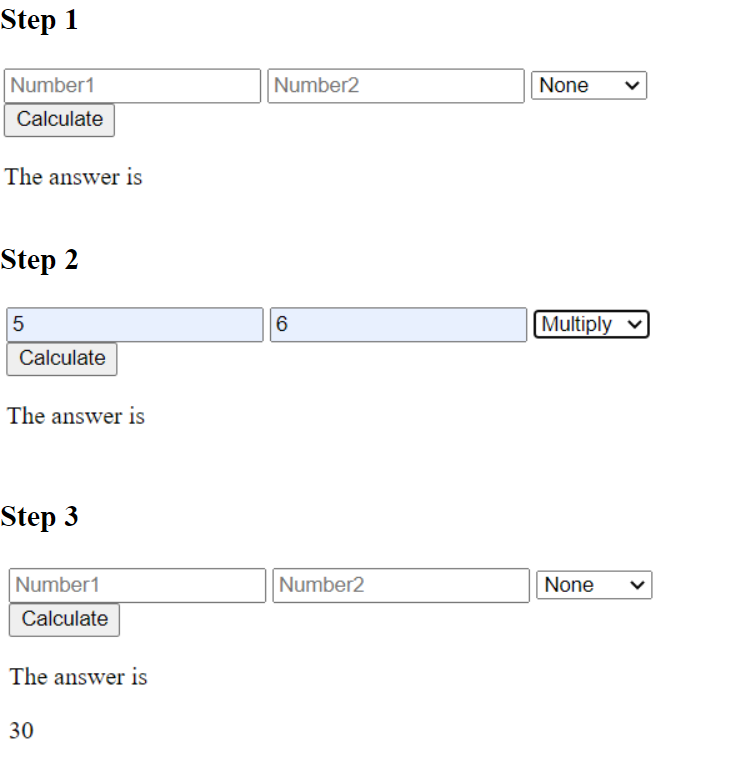 Step 1
Number1 Number2 None
Calculate
The answer is
Step 2
5 6 Multiply
Calculate
The answer is
Step 3
Number1 Number2 None
Calculate
The answer is
30